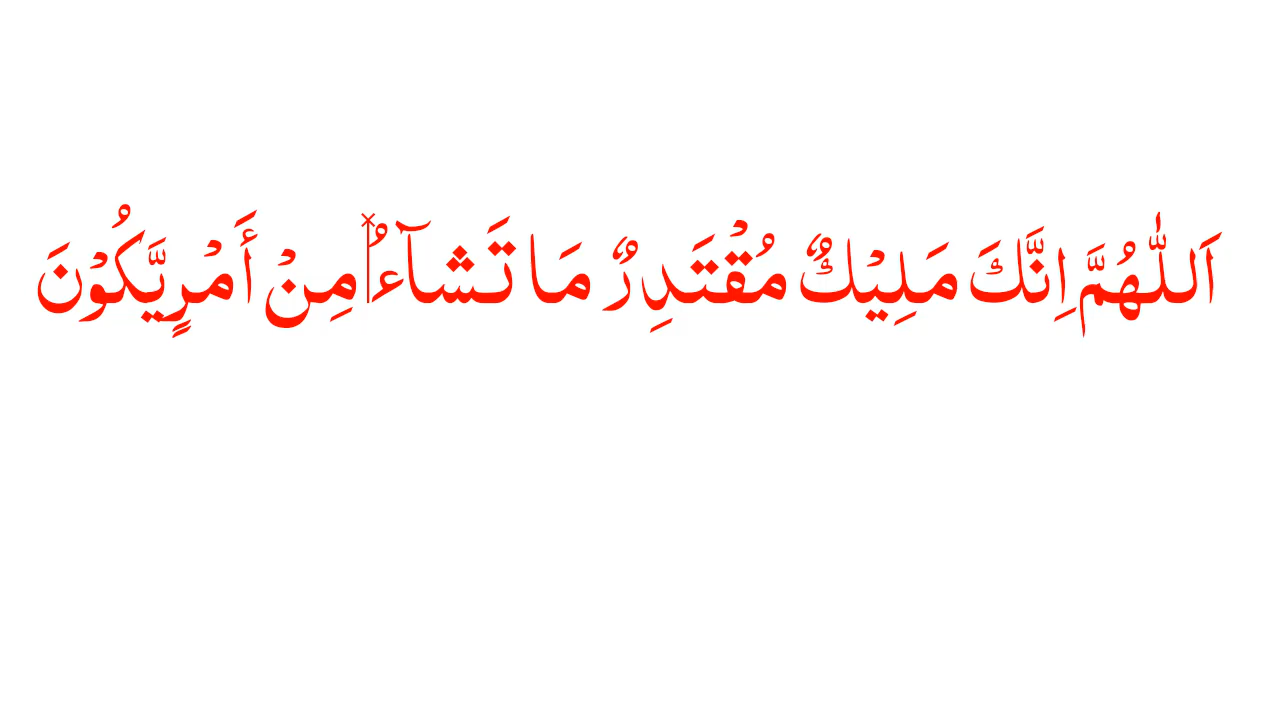 اَللّٰهُمَّ اِنَّكَ مَلِيْكٌ مُقْتَدِرٌ مَا تَشَآءُ مِنْ أَمْرٍيَّكُوْنَ